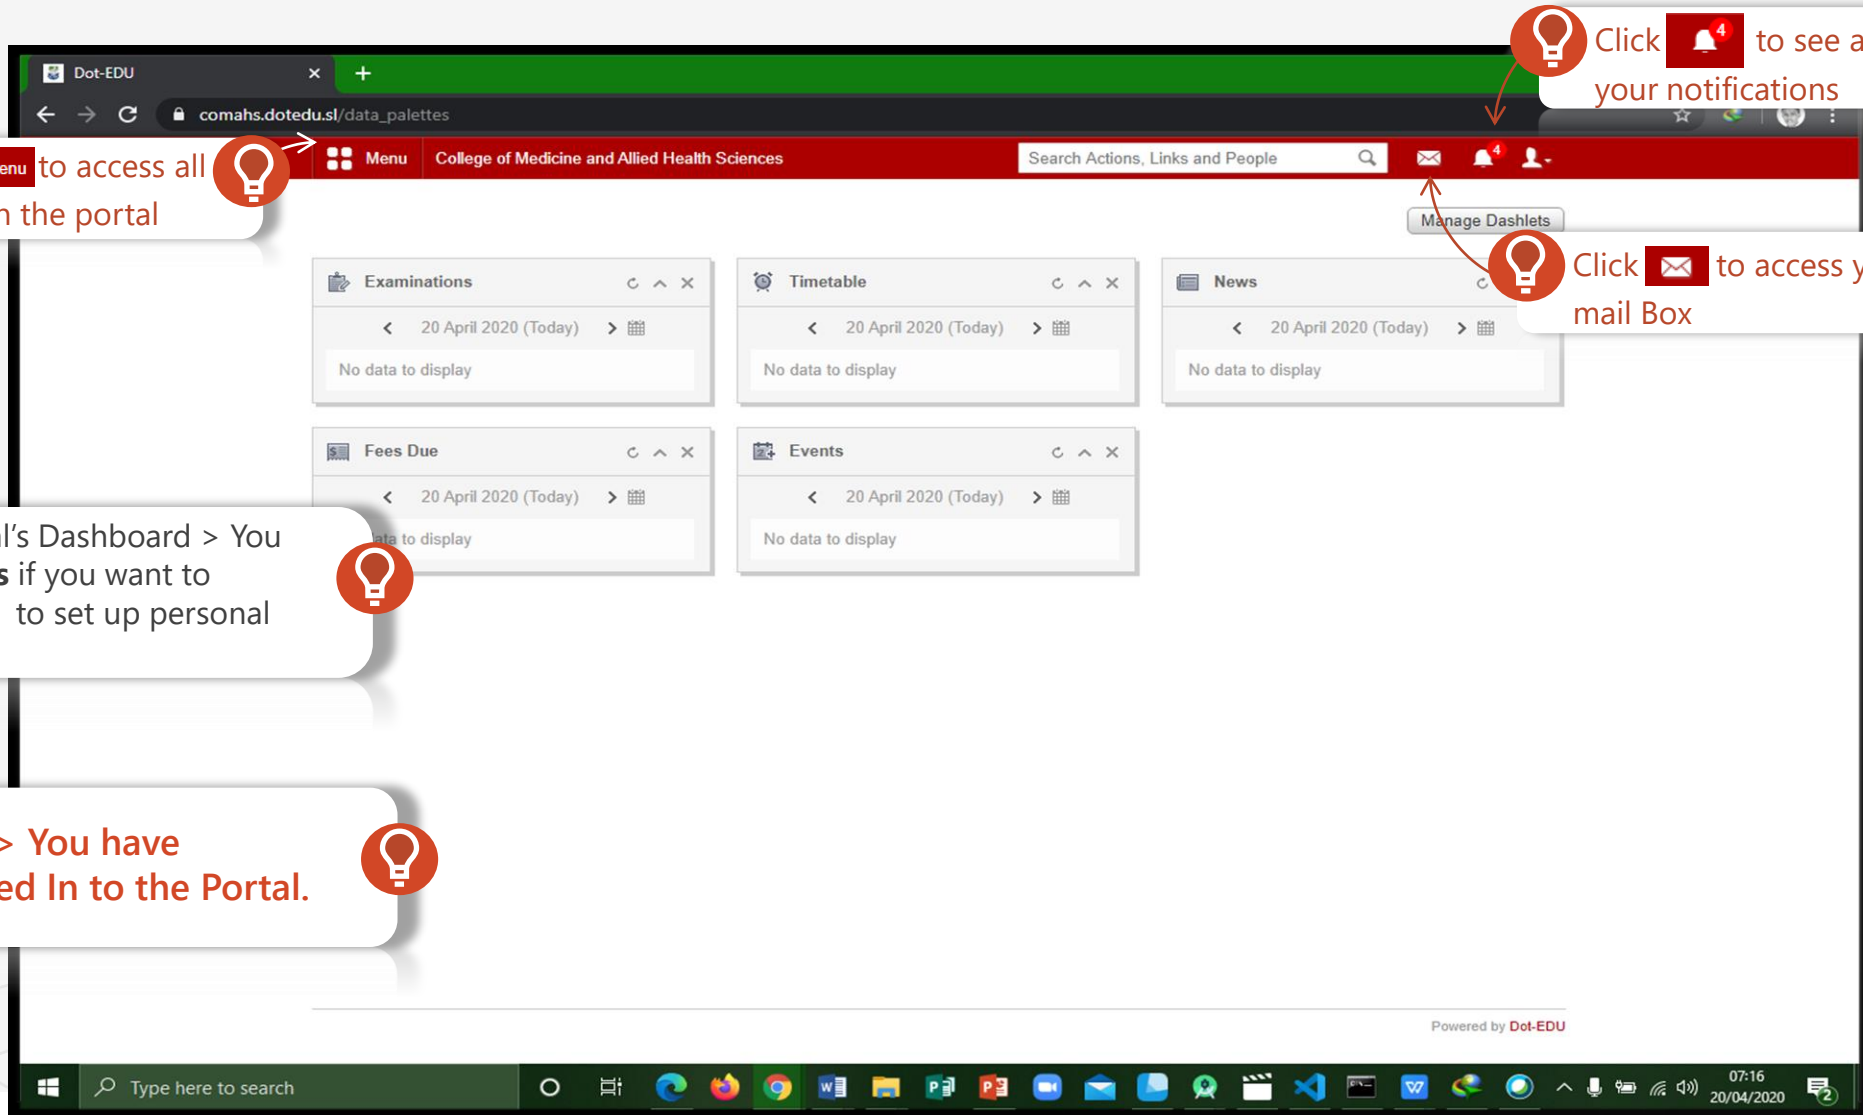 Click 4 to see a
your notifications
Dot-EDU
comahs.dotedu.sl/data_palettes
to access all
the portal
Menu College of Medicine and Allied Health Sciences
Search Actions, Links and People
4
Manage Dashlets
Click to access y
mail Box
Examinations
20 April 2020 (Today)
No data to display
Timetable
20 April 2020 (Today)
No data to display
News
20 April 2020 (Today)
No data to display
Fees Due
20 April 2020 (Today)
to display
Events
20 April 2020 (Today)
No data to display
l's Dashboard > You
s if you want to
to set up personal
> You have
ed In to the Portal.
Powered by Dot-EDU
Type here to search
07:16
20/04/2020
2